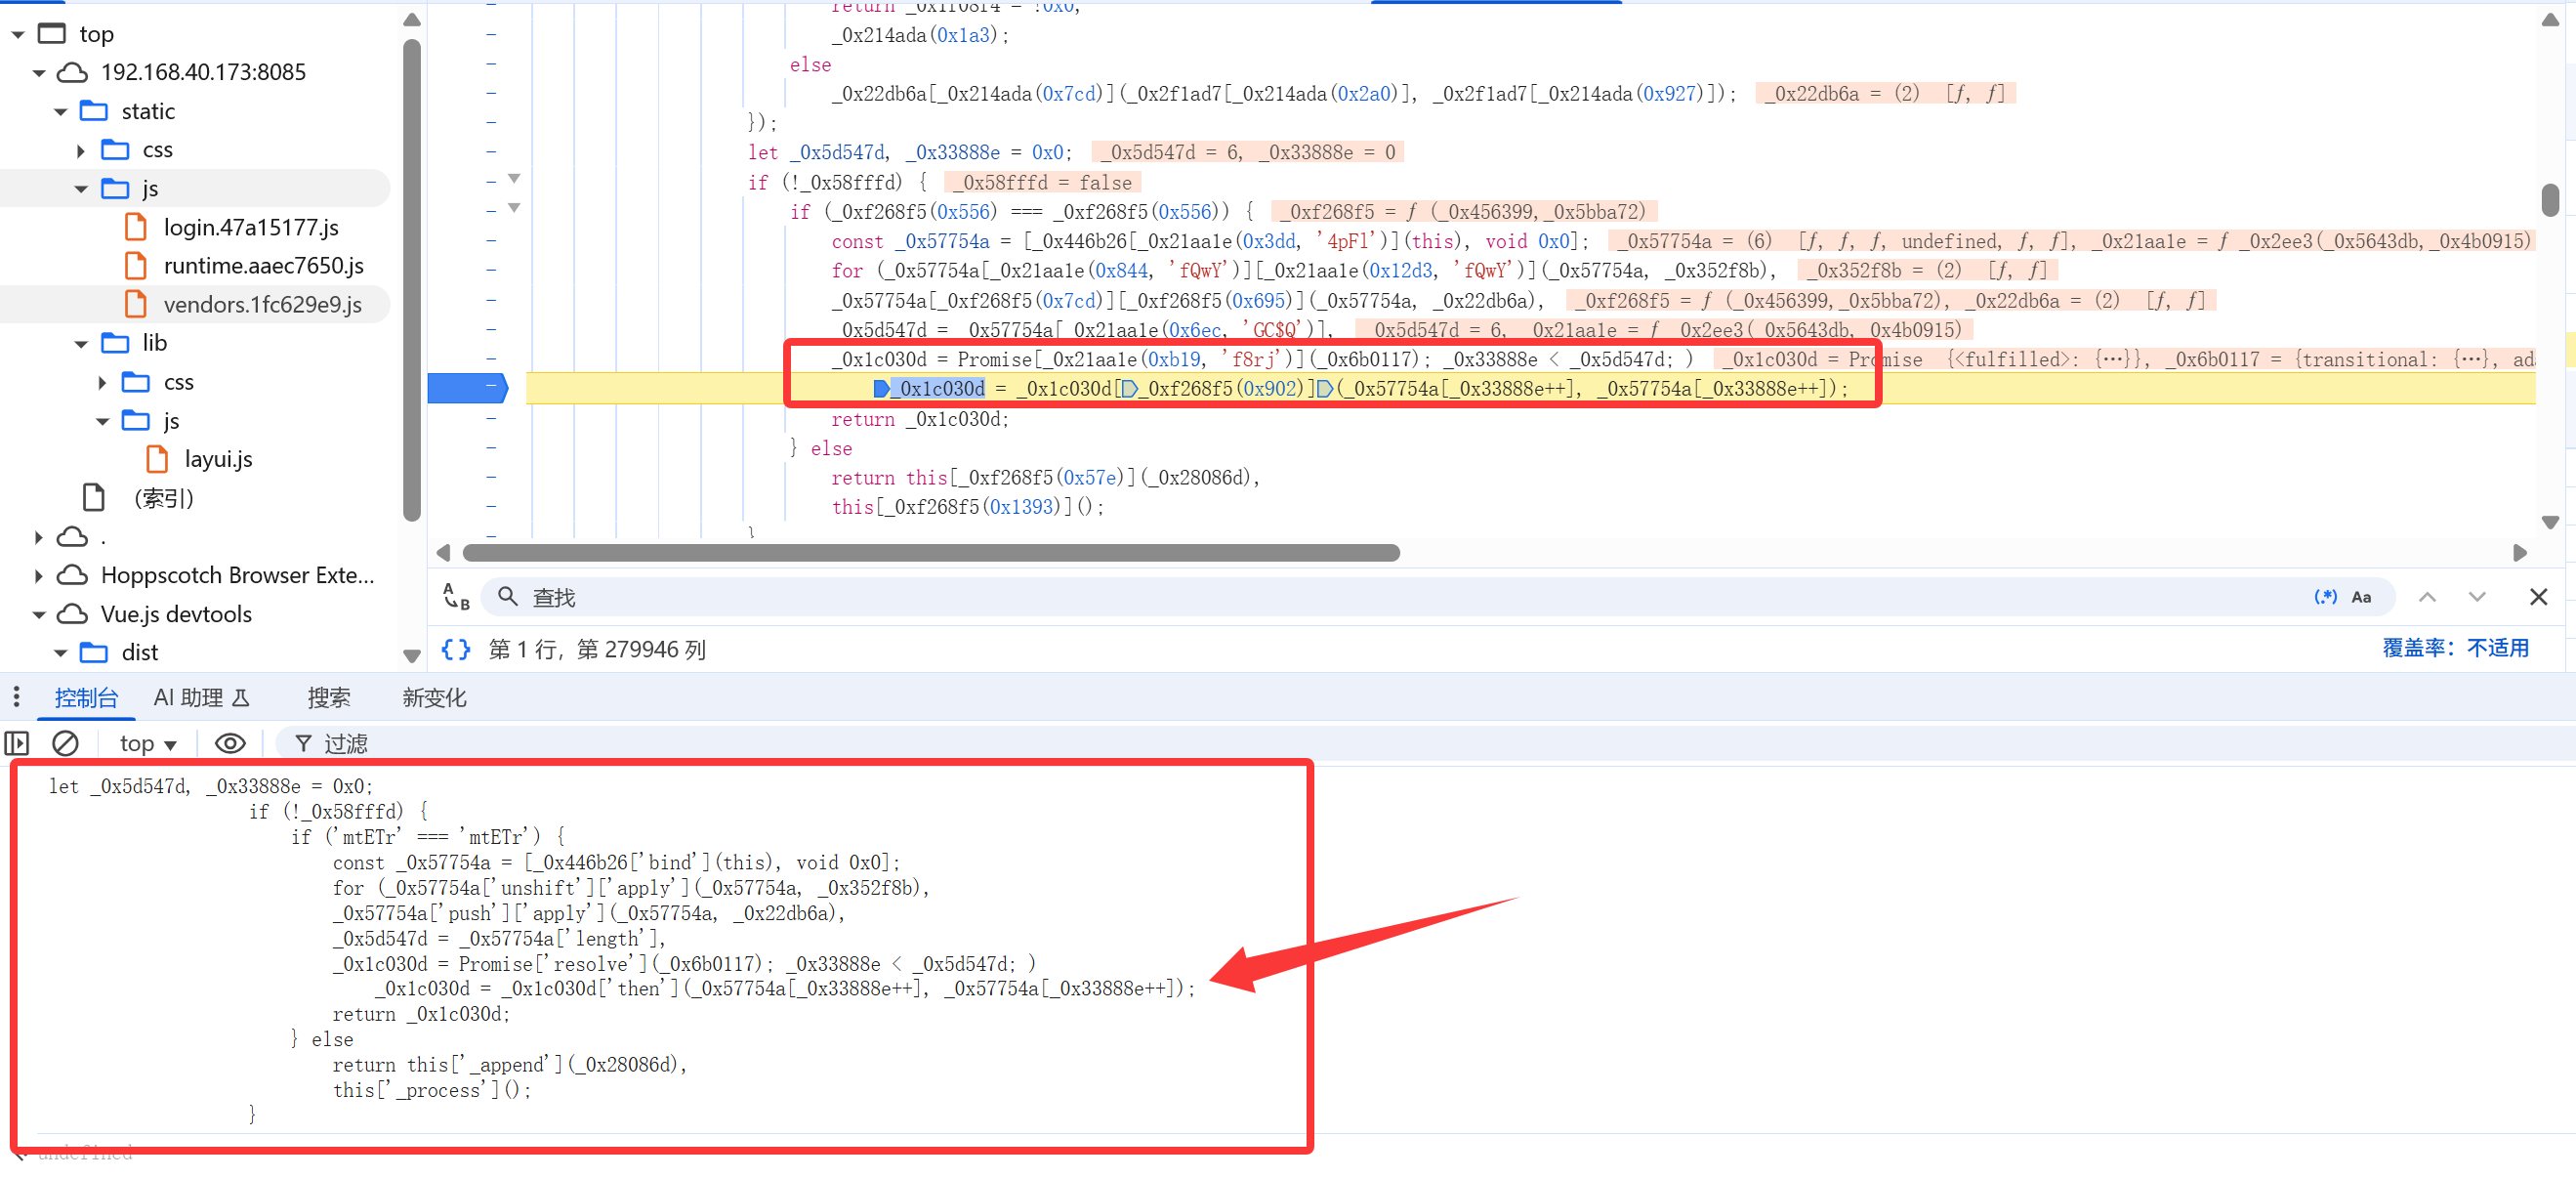 top
192.168.40.173:8085
static
css
js
login.47a15177.js
runtime.aaec7650.js
vendors.1fc629e9.js
lib
css
js
layui.js
(索引)
.
Hoppscotch Browser Exte...
Vue.js devtools
dist
return _0x1f08f4 = !0x0,
_0x214ada(0x1a3);
else
_0x22db6a[_0x214ada(0x7cd)](_0x2f1ad7[_0x214ada(0x2a0)], _0x2f1ad7[_0x214ada(0x927)]); _0x22db6a = (2) [f, f]
});
let _0x5d547d, _0x33888e = 0x0; _0x5d547d = 6, _0x33888e = 0
if (!_0x58fffd) { _0x58fffd = false
if (_0xf268f5(0x556) === _0xf268f5(0x556)) { _0xf268f5 = f (_0x456399,_0x5bba72)
const _0x57754a = [_0x446b26[_0x21aa1e(0x3dd, '4pFl')](this), void 0x0]; _0x57754a = (6) [f, f, f, undefined, f, f], _0x21aa1e = f _0x2ee3(_0x5643db,_0x4b0915)
for (_0x57754a[_0x21aa1e(0x844, 'fQwY')][_0x21aa1e(0x12d3, 'fQwY')](_0x57754a, _0x352f8b), _0x352f8b = (2) [f, f]
_0x57754a[_0xf268f5(0x7cd)][_0xf268f5(0x695)](_0x57754a, _0x22db6a), _0xf268f5 = f (_0x456399,_0x5bba72), _0x22db6a = (2) [f, f]
_0x5d547d = _0x57754a[_0x21aa1e(0x6ec, 'GC$Q')], _0x5d547d = 6, _0x21aa1e = f _0x2ee3(_0x5643db,_0x4b0915)
_0x1c030d = Promise[_0x21aa1e(0xb19, 'f8rj')](_0x6b0117); _0x33888e < _0x5d547d; ) _0x1c030d = Promise {<fulfilled>: {…}}, _0x6b0117 = {transitional: {…}, ada
_0x1c030d = _0x1c030d[_0xf268f5(0x902)](_0x57754a[_0x33888e++], _0x57754a[_0x33888e++]);
return _0x1c030d;
} else
return this[_0xf268f5(0x57e)](_0x28086d),
this[_0xf268f5(0x1393)]();
}
查找
(.*) Aa
{ } 第 1 行，第 279946 列
覆盖率：不适用
控制台 AI 助理 搜索 新变化
top ▼ 过滤
let _0x5d547d, _0x33888e = 0x0;
if (!_0x58fffd) {
if ('mtETr' === 'mtETr') {
const _0x57754a = [_0x446b26['bind'](this), void 0x0];
for (_0x57754a['unshift']['apply'](_0x57754a, _0x352f8b),
_0x57754a['push']['apply'](_0x57754a, _0x22db6a),
_0x5d547d = _0x57754a['length'],
_0x1c030d = Promise['resolve'](_0x6b0117); _0x33888e < _0x5d547d; )
_0x1c030d = _0x1c030d['then'](_0x57754a[_0x33888e++], _0x57754a[_0x33888e++]);
return _0x1c030d;
} else
return this['_append'](_0x28086d),
this['_process']();
}
undefined